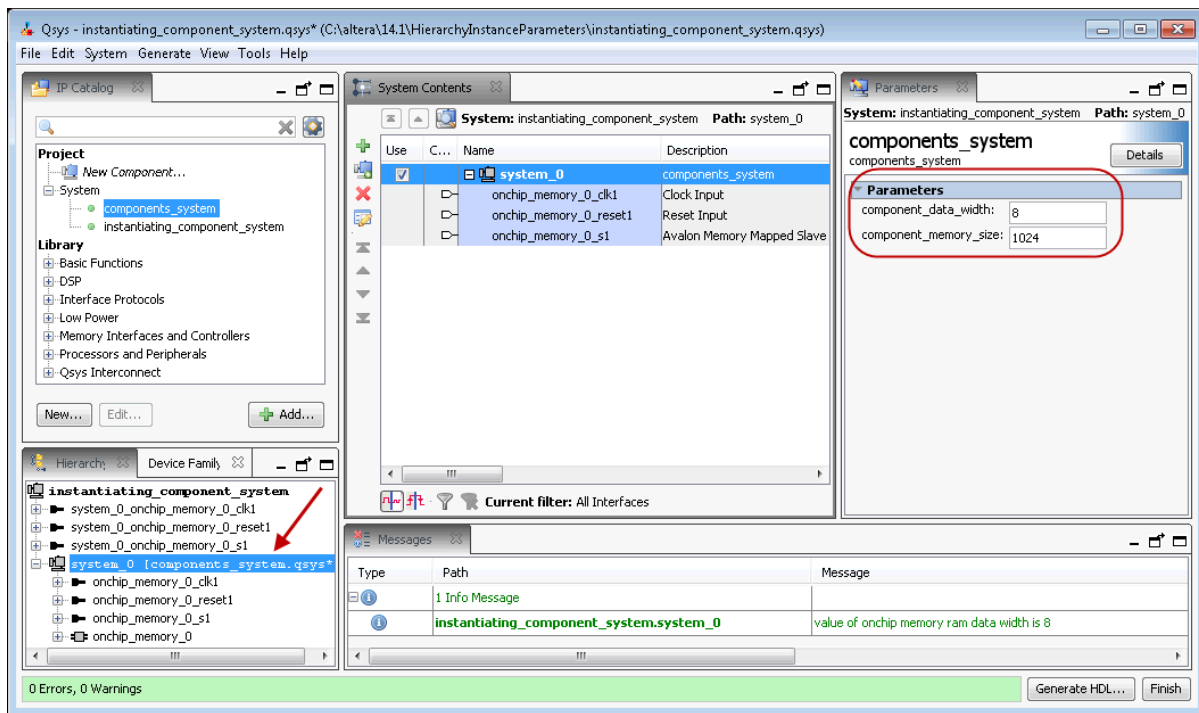 Qsys - instantiating_component_system.qsys* (C:\altera\14.1\HierarchyInstanceParameters\instantiating_component_system.qsys)
File Edit System Generate View Tools Help
IP Catalog
Project
New Component...
System
components_system
instantiating_component_system
Library
Basic Functions
DSP
Interface Protocols
Low Power
Memory Interfaces and Controllers
Processors and Peripherals
Qsys Interconnect
New... Edit... Add...
Hierarchy Device Family
instantiating_component_system
system_0_onchip_memory_0_clk1
system_0_onchip_memory_0_reset1
system_0_onchip_memory_0_s1
system_0 [components_system.qsys*
onchip_memory_0_clk1
onchip_memory_0_reset1
onchip_memory_0_s1
onchip_memory_0
System Contents
System: instantiating_component_system Path: system_0
Use C... Name Description
system_0 components_system
onchip_memory_0_clk1 Clock Input
onchip_memory_0_reset1 Reset Input
onchip_memory_0_s1 Avalon Memory Mapped Slave
Current filter: All Interfaces
Parameters
System: instantiating_component_system Path: system_0
components_system
components_system
Details
Parameters
component_data_width: 8
component_memory_size: 1024
Messages
Type Path Message
1 Info Message
instantiating_component_system.system_0 value of onchip memory ram data width is 8
0 Errors, 0 Warnings
Generate HDL... Finish